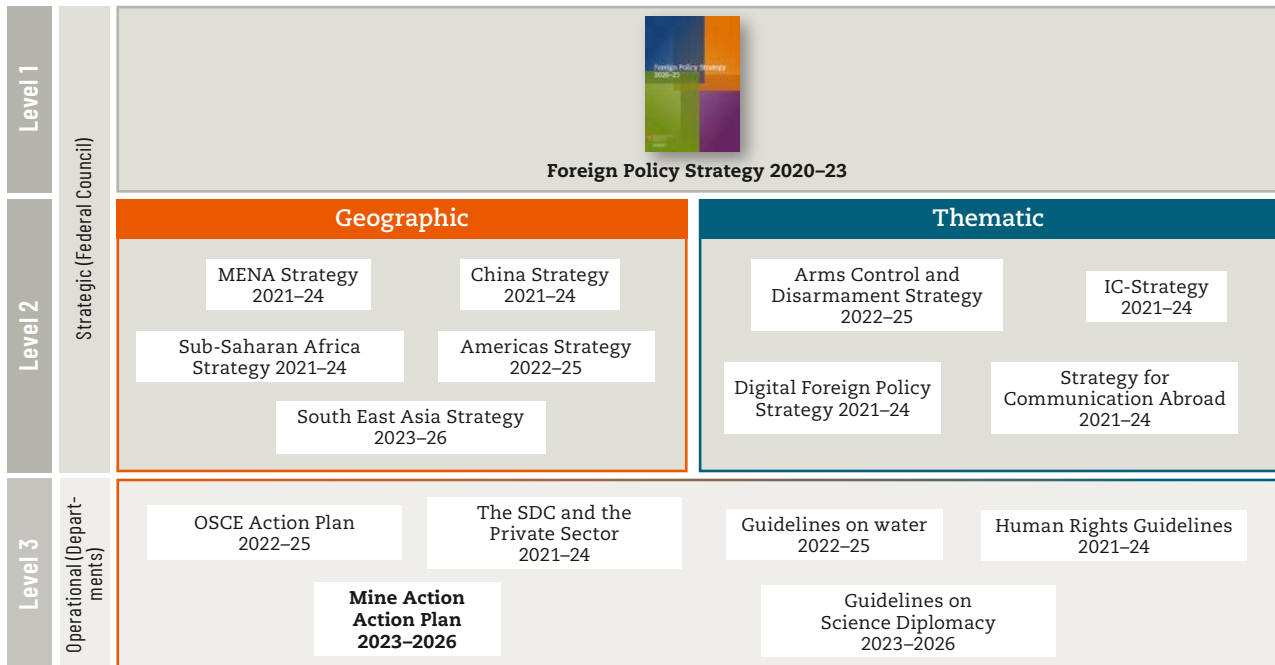 Level 1
Strategic (Federal Council)
Foreign Policy Strategy
Foreign Policy Strategy 2020–23
Level 2
Geographic
MENA Strategy
2021–24
China Strategy
2021–24
Sub-Saharan Africa
Strategy 2021–24
Americas Strategy
2022–25
South East Asia Strategy
2023–26
Thematic
Arms Control and
Disarmament Strategy
2022–25
IC-Strategy
2021–24
Digital Foreign Policy
Strategy 2021–24
Strategy for
Communication Abroad
2021–24
Level 3
Operational (Depart-
ments)
OSCE Action Plan
2022–25
The SDC and the
Private Sector
2021–24
Guidelines on water
2022–25
Human Rights Guidelines
2021–24
Mine Action
Action Plan
2023–2026
Guidelines on
Science Diplomacy
2023–2026